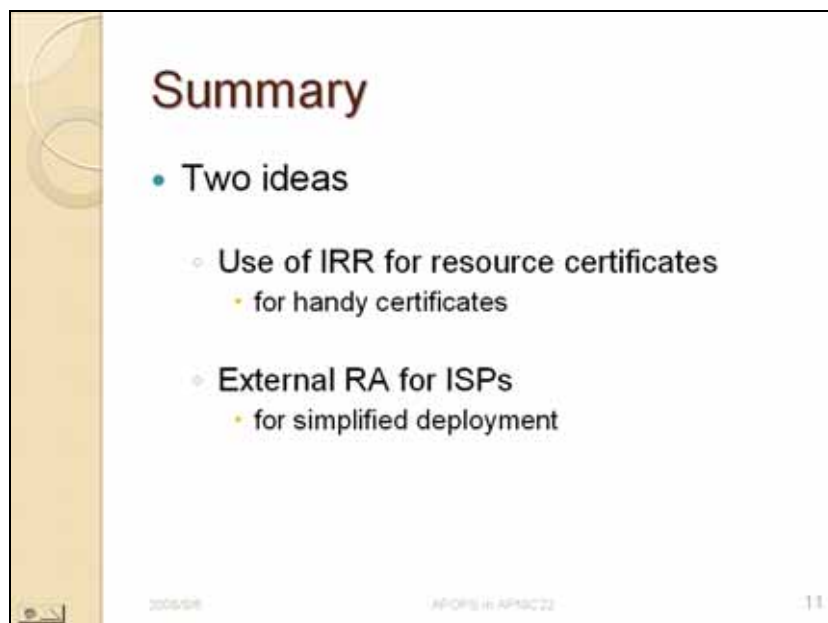 Summary
• Two ideas
◦ Use of IRR for resource certificates
• for handy certificates
◦ External RA for ISPs
• for simplified deployment
APOPS in APNIC22
11